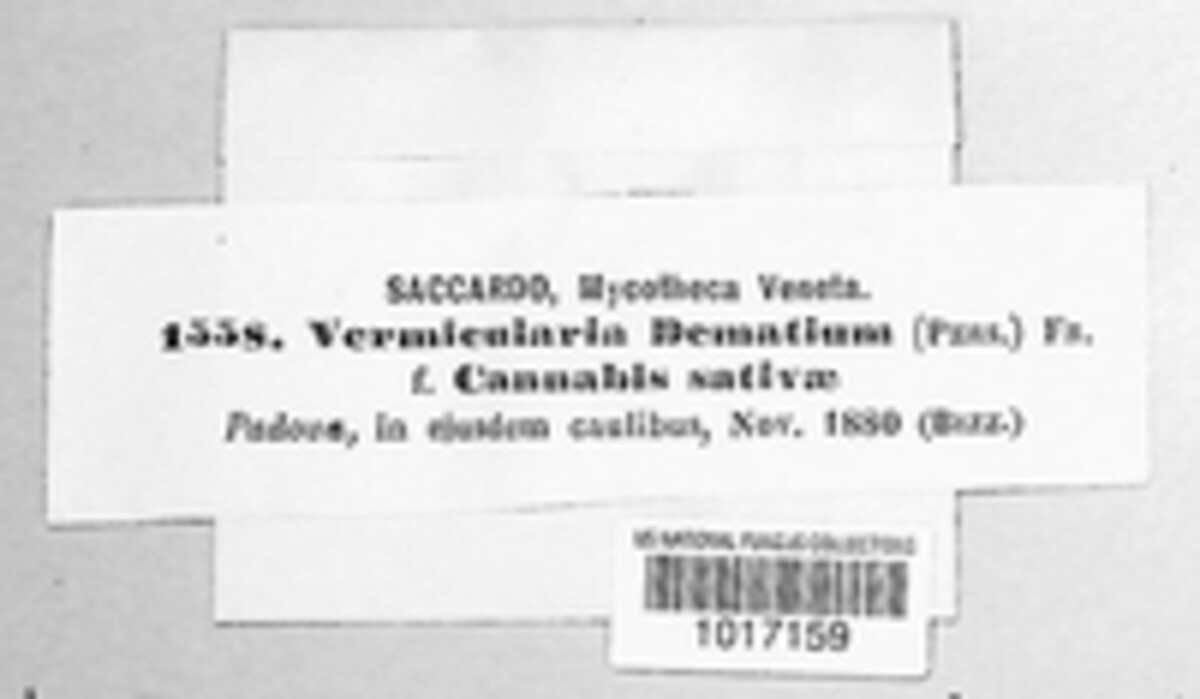 SACCARDO, Mycotheca Veneta.
1558. Vermicularia Dematium (PERS.) FR.
f. Cannabis sativæ
Padova, in ejusdem caulibus, Nov. 1880 (BIZZ.)
US NATIONAL FUNGUS COLLECTIONS
1017159